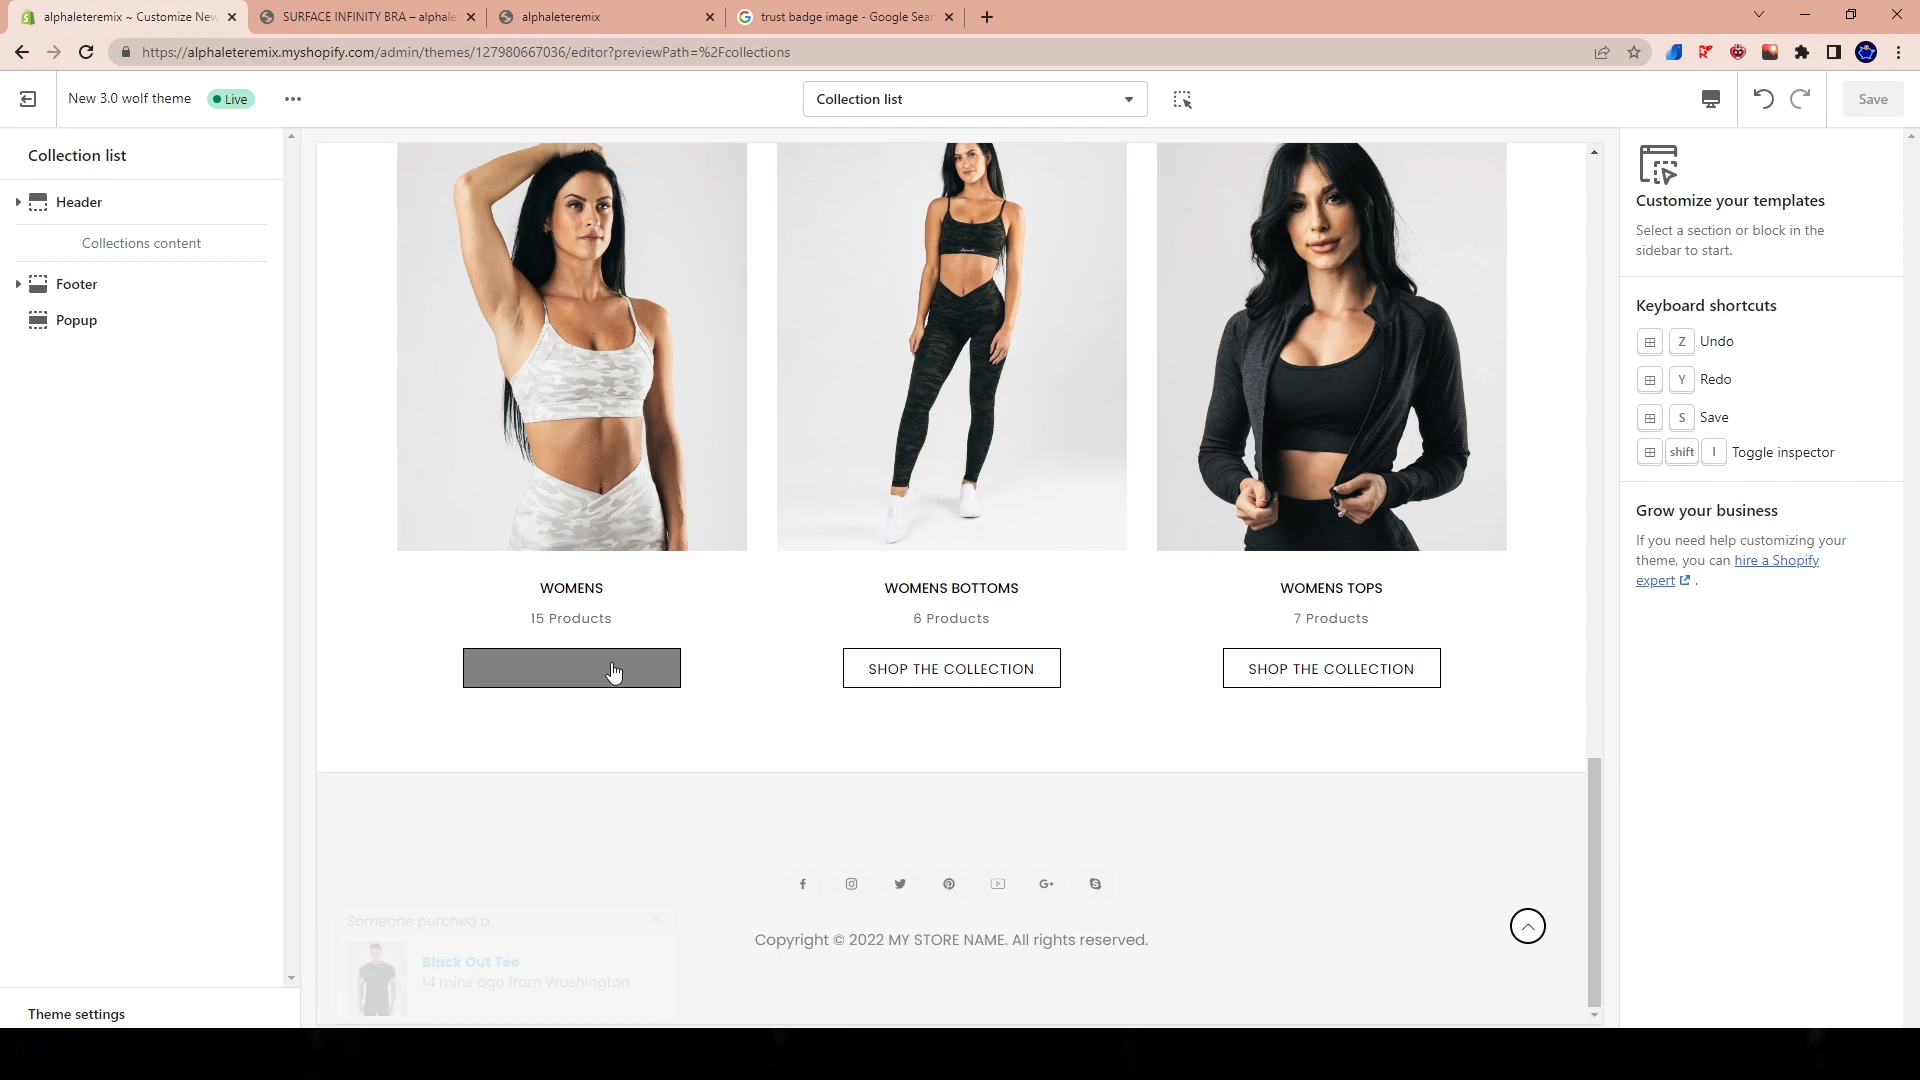 alphaleteremix ~ Customize New
SURFACE INFINITY BRA – alphale
alphaleteremix
trust badge image - Google Sear
https://alphaleteremix.myshopify.com/admin/themes/127980667036/editor?previewPath=%2Fcollections
New 3.0 wolf theme
Live
Collection list
Save
Collection list
Header
Collections content
Footer
Popup
Theme settings
WOMENS
WOMENS BOTTOMS
WOMENS TOPS
15 Products
6 Products
7 Products
SHOP THE COLLECTION
SHOP THE COLLECTION
Copyright © 2022 MY STORE NAME. All rights reserved.
Someone purched a
Black Out Tee
14 mins ago from Washington
Customize your templates
Select a section or block in the
sidebar to start.
Keyboard shortcuts
Z Undo
Y Redo
S Save
shift I Toggle inspector
Grow your business
If you need help customizing your
theme, you can hire a Shopify
expert .